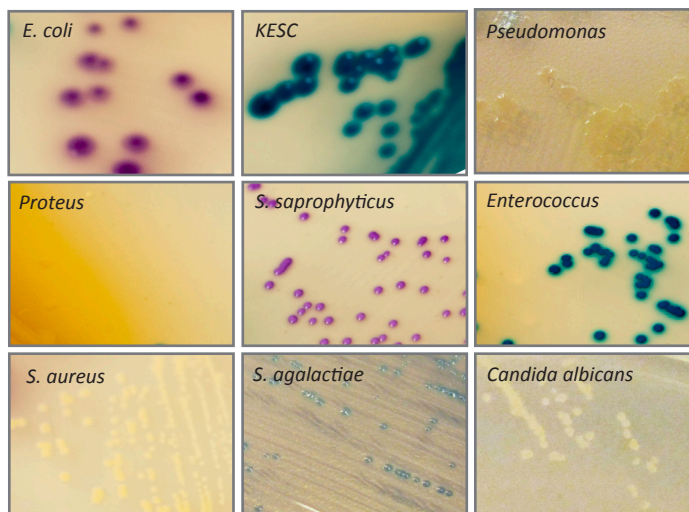 E. coli
KESC
Pseudomonas
Proteus
S. saprophyticus
Enterococcus
S. aureus
S. agalactiae
Candida albicans